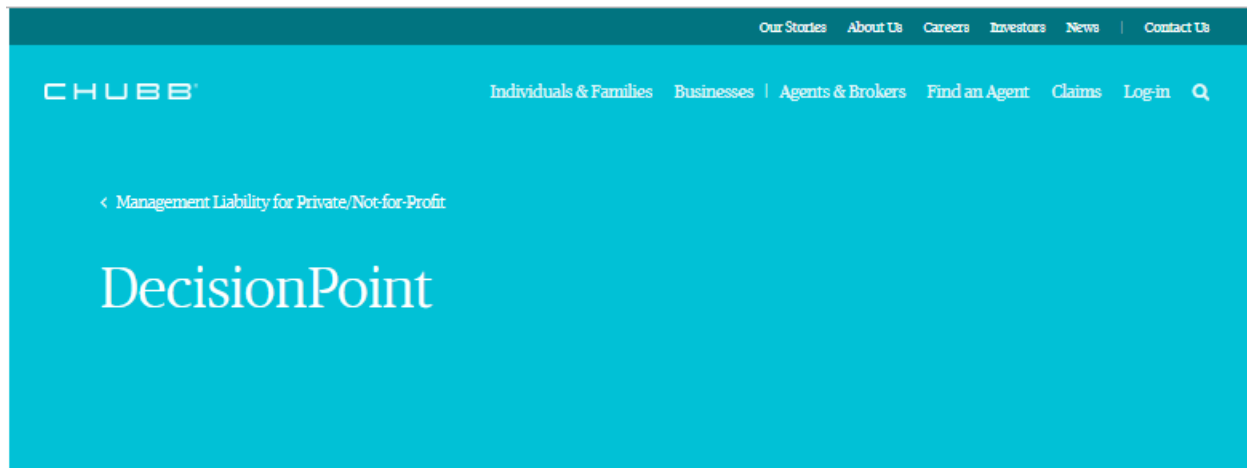 Our Stories About Us Careers Investors News | Contact Us
CHUBB®
Individuals & Families Businesses | Agents & Brokers Find an Agent Claims Log-in
< Management Liability for Private/Not-for-Profit
DecisionPoint